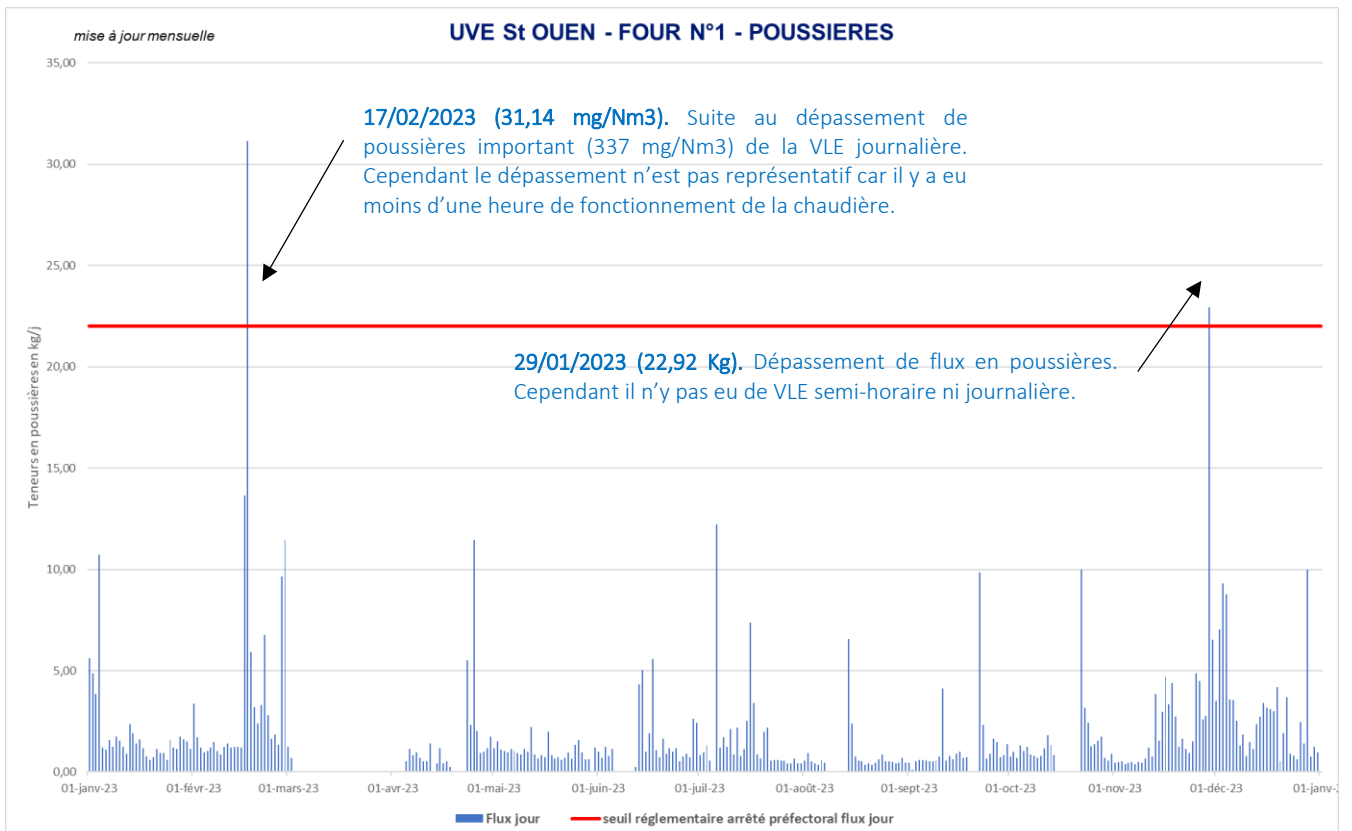 mise à jour mensuelle
UVE St OUEN - FOUR N°1 - POUSSIERES
35,00
17/02/2023 (31,14 mg/Nm3). Suite au dépassement de
poussières important (337 mg/Nm3) de la VLE journalière.
Cependant le dépassement n'est pas représentatif car il y a eu
moins d'une heure de fonctionnement de la chaudière.
30,00
25,00
Teneurs en poussières en kg/j
29/01/2023 (22,92 Kg). Dépassement de flux en poussières.
Cependant il n'y pas eu de VLE semi-horaire ni journalière.
20,00
15,00
10,00
5,00
0,00
01-janv-23 01-févr-23 01-mars-23 01-avr-23 01-mai-23 01-juin-23 01-juil-23 01-août-23 01-sept-23 01-oct-23 01-nov-23 01-déc-23 01-janv-2
Flux jour seuil réglementaire arrêté préfectoral flux jour